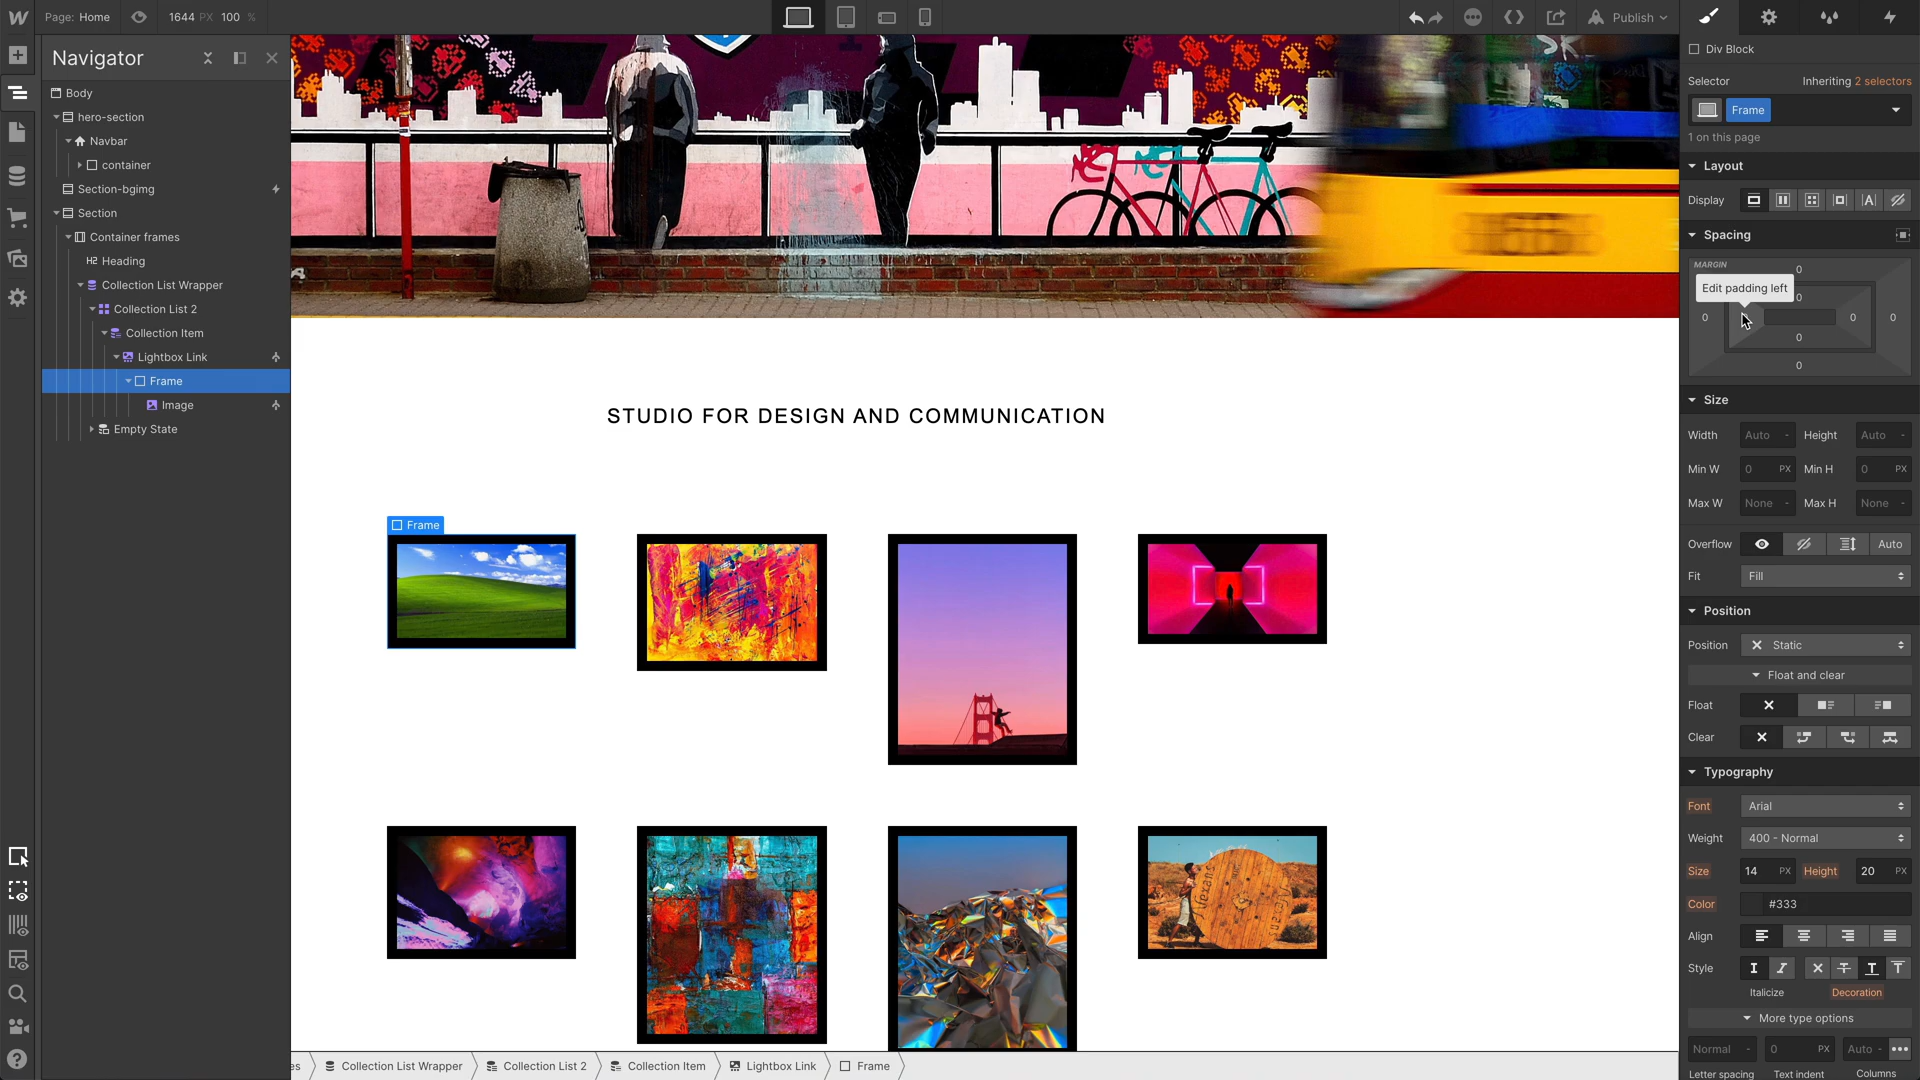 Page: Home
1644 PX 100 %
Publish
Navigator
Body
hero-section
Navbar
container
Section-bgimg
Section
Container frames
H2 Heading
Collection List Wrapper
Collection List 2
Collection Item
Lightbox Link
Frame
Image
Empty State
STUDIO FOR DESIGN AND COMMUNICATION
Frame
es
Collection List Wrapper
Collection List 2
Collection Item
Lightbox Link
Frame
Div Block
Selector
Inheriting 2 selectors
Frame
1 on this page
Layout
Display
Spacing
MARGIN
0
Edit padding left
0
0
0
0
0
0
Size
Width Auto - Height Auto -
Min W 0 PX Min H 0 PX
Max W None - Max H None -
Overflow Auto
Fit Fill
Position
Position Static
Float and clear
Float
Clear
Typography
Font Arial
Weight 400 - Normal
Size 14 PX Height 20 PX
Color #333
Align
Style
Italicize Decoration
More type options
Normal - 0 PX Auto -
Letter spacing Text indent Columns